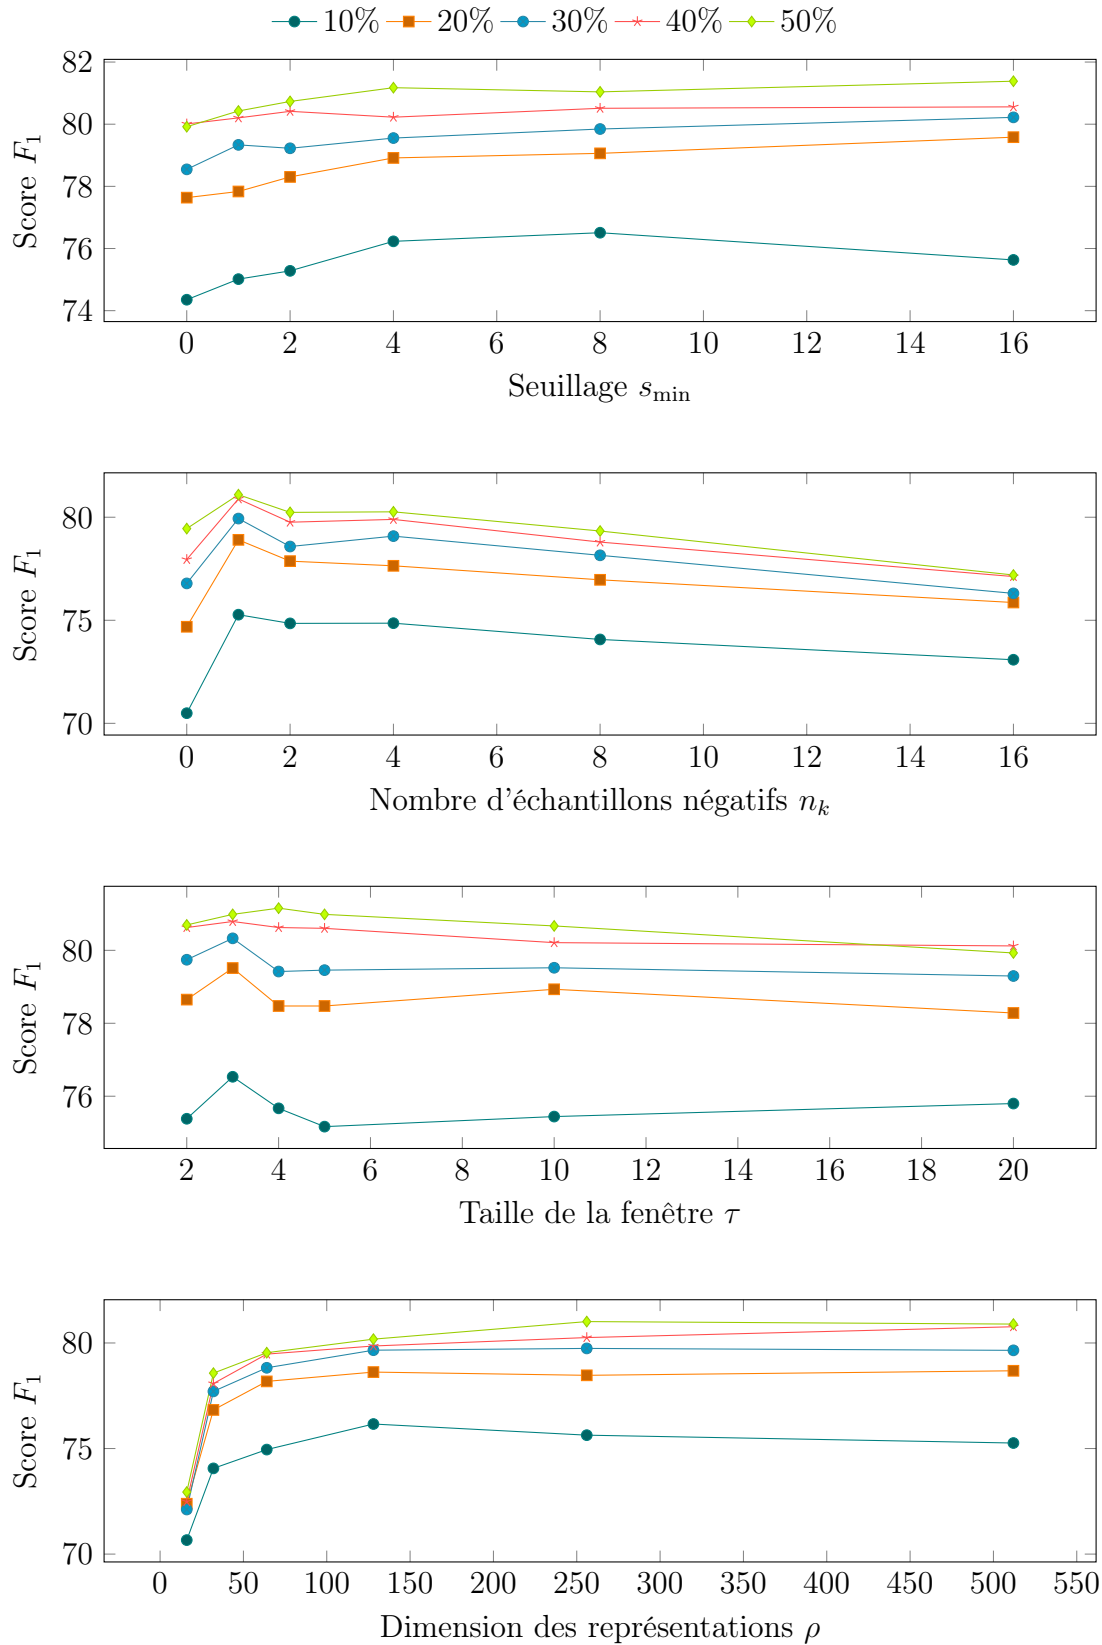 10% 20% 30% 40% 50%
82
80
78
76
74
Score F₁
0 2 4 6 8 10 12 14 16
Seuillage s_min
80
75
70
Score F₁
0 2 4 6 8 10 12 14 16
Nombre d'échantillons négatifs n_k
80
78
76
Score F₁
2 4 6 8 10 12 14 16 18 20
Taille de la fenêtre τ
80
75
70
Score F₁
0 50 100 150 200 250 300 350 400 450 500 550
Dimension des représentations ρ